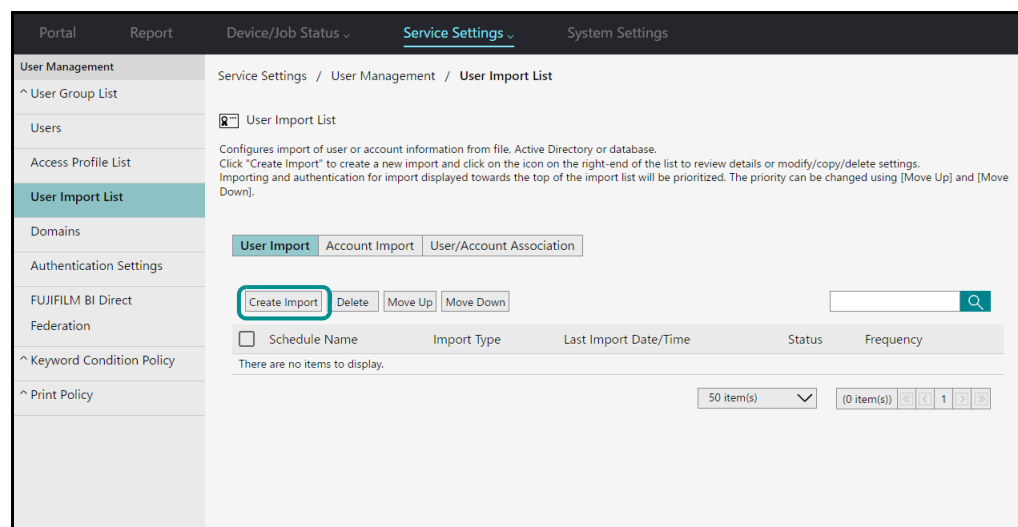 Portal Report Device/Job Status Service Settings System Settings
User Management
User Group List
Users
Access Profile List
User Import List
Domains
Authentication Settings
FUJIFILM BI Direct
Federation
Keyword Condition Policy
Print Policy
Service Settings / User Management / User Import List
User Import List
Configures import of user or account information from file, Active Directory or database.
Click "Create Import" to create a new import and click on the icon on the right-end of the list to review details or modify/copy/delete settings.
Importing and authentication for import displayed towards the top of the import list will be prioritized. The priority can be changed using [Move Up] and [Move
Down].
User Import Account Import User/Account Association
Create Import Delete Move Up Move Down
Schedule Name Import Type Last Import Date/Time Status Frequency
There are no items to display.
50 item(s) (0 item(s)) « < 1 > »